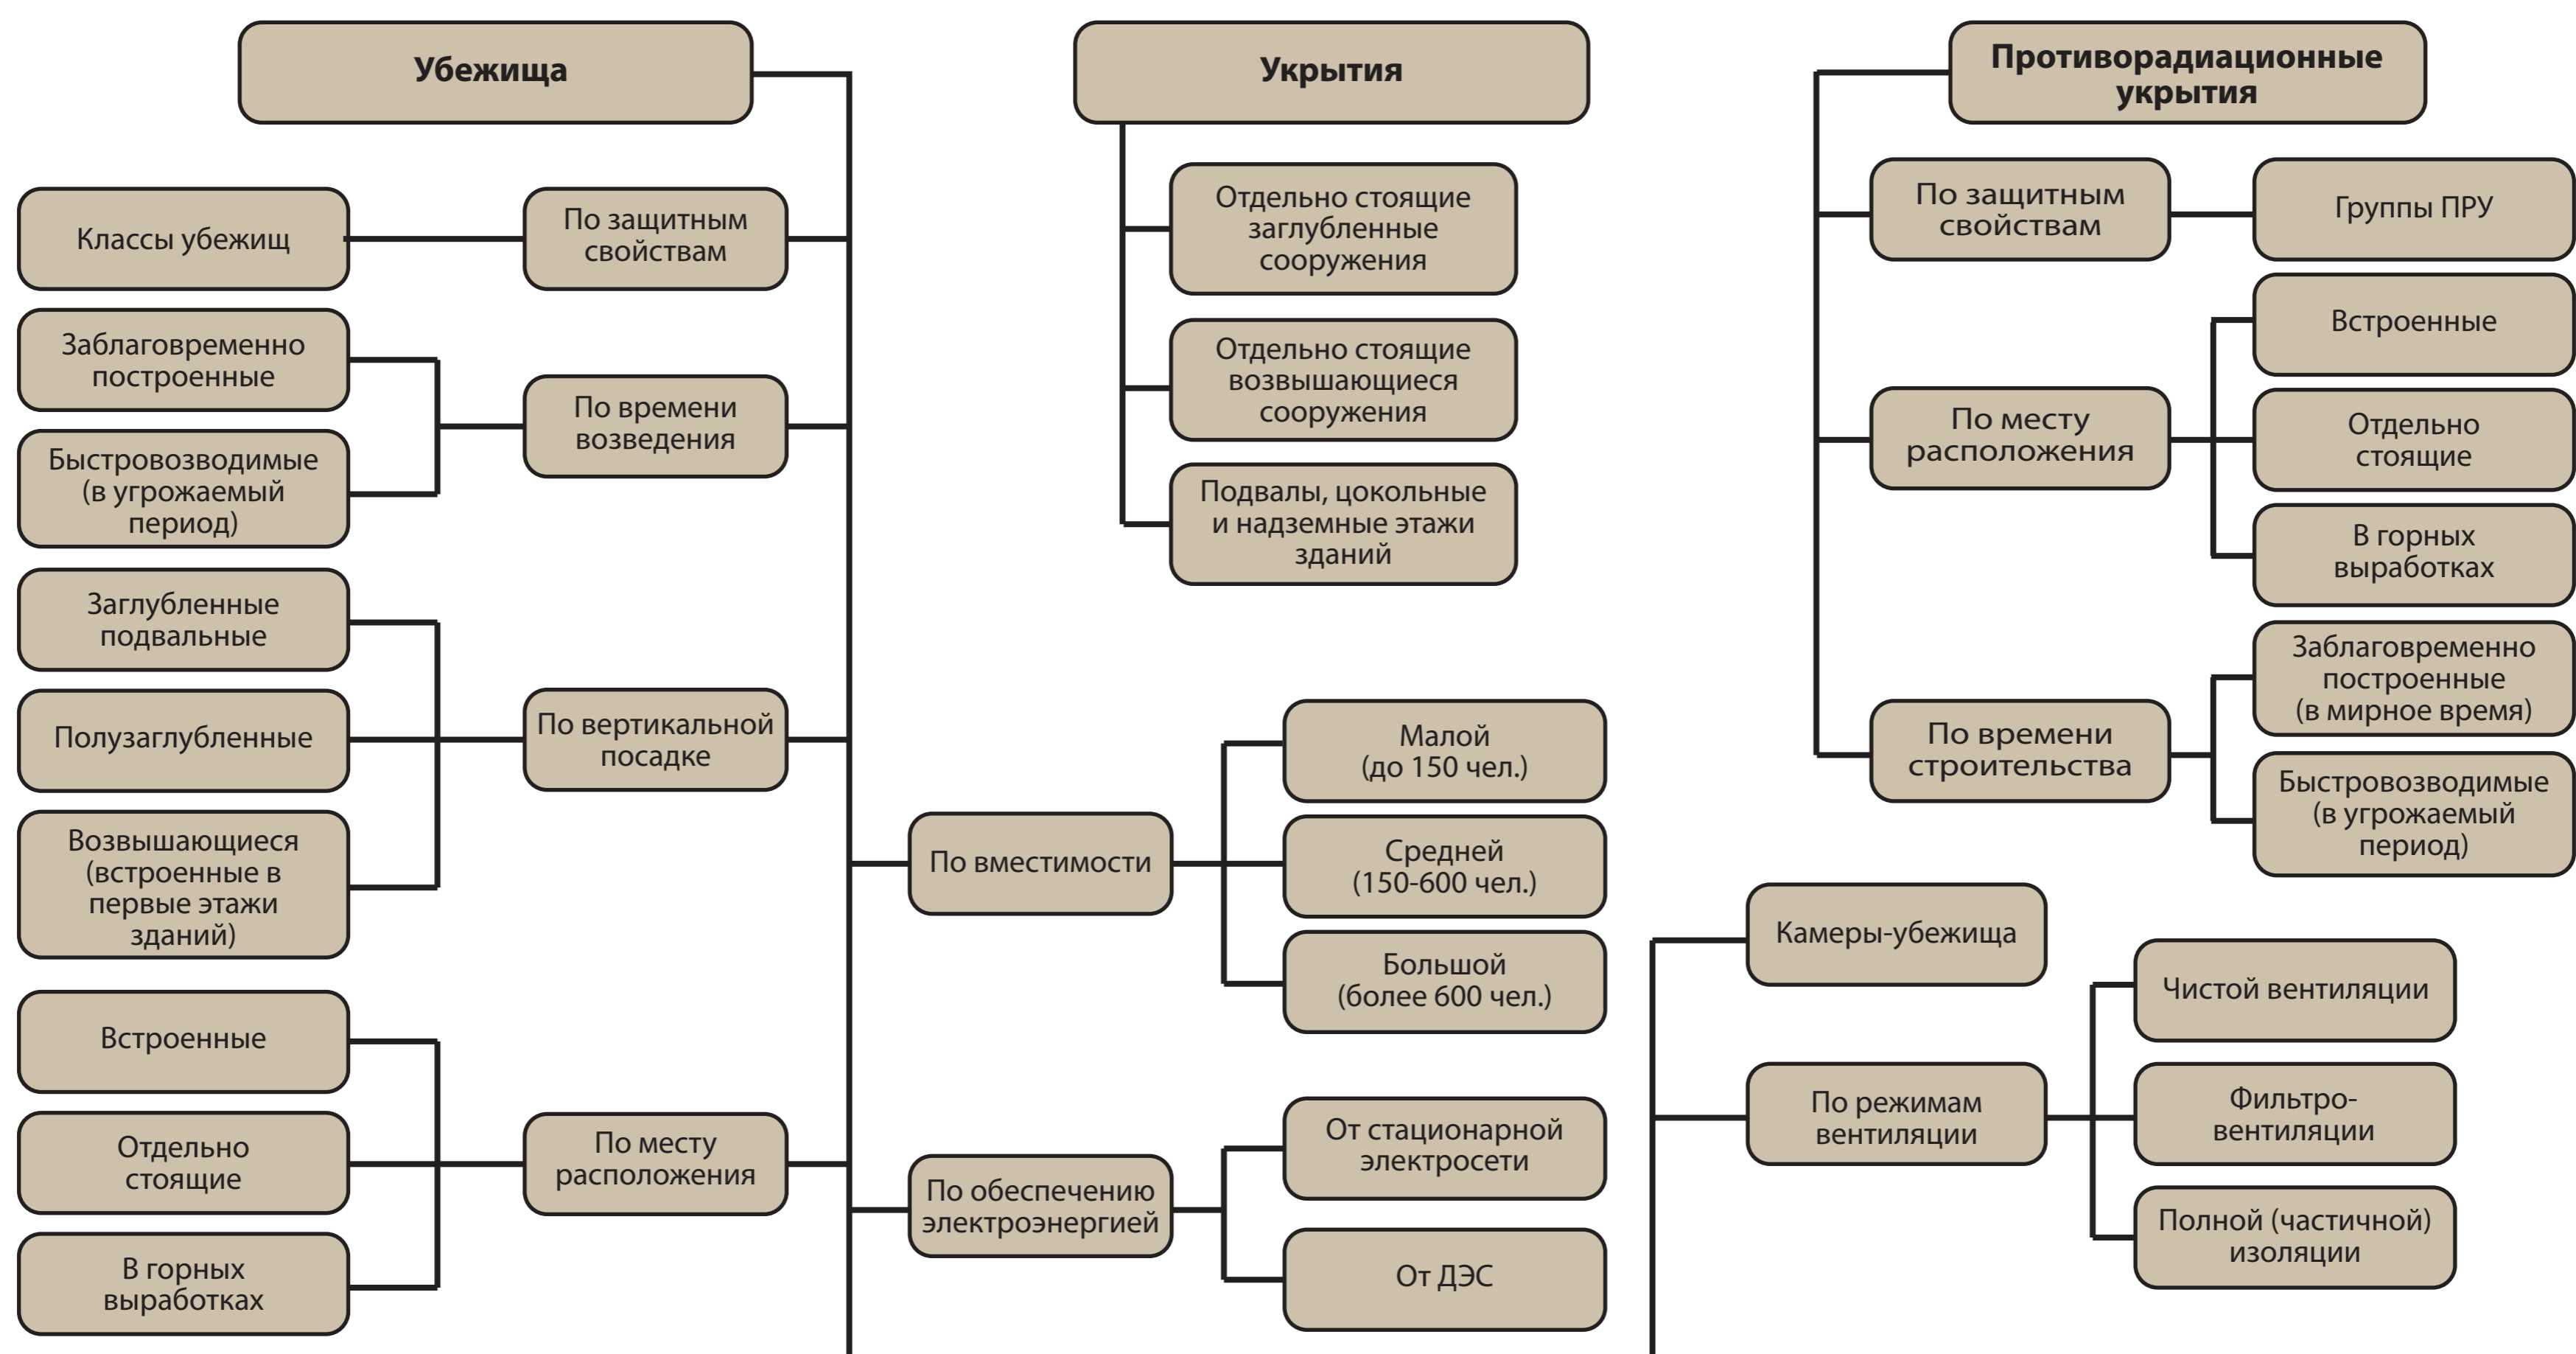 Убежища
Классы убежищ
По защитным
свойствам
Заблаговременно
построенные
Быстровозводимые
(в угрожаемый
период)
По времени
возведения
Заглубленные
подвальные
Полузаглубленные
Возвышающиеся
(встроенные в
первые этажи
зданий)
По вертикальной
посадке
Встроенные
Отдельно
стоящие
В горных
выработках
По месту
расположения
Укрытия
Отдельно стоящие
заглубленные
сооружения
Отдельно стоящие
возвышающиеся
сооружения
Подвалы, цокольные
и надземные этажи
зданий
По вместимости
Малой
(до 150 чел.)
Средней
(150-600 чел.)
Большой
(более 600 чел.)
По обеспечению
электроэнергией
От стационарной
электросети
От ДЭС
Противорадиационные
укрытия
По защитным
свойствам
Группы ПРУ
По месту
расположения
Встроенные
Отдельно
стоящие
В горных
выработках
По времени
строительства
Заблаговременно
построенные
(в мирное время)
Быстровозводимые
(в угрожаемый
период)
Камеры-убежища
По режимам
вентиляции
Чистой вентиляции
Фильтро-
вентиляции
Полной (частичной)
изоляции